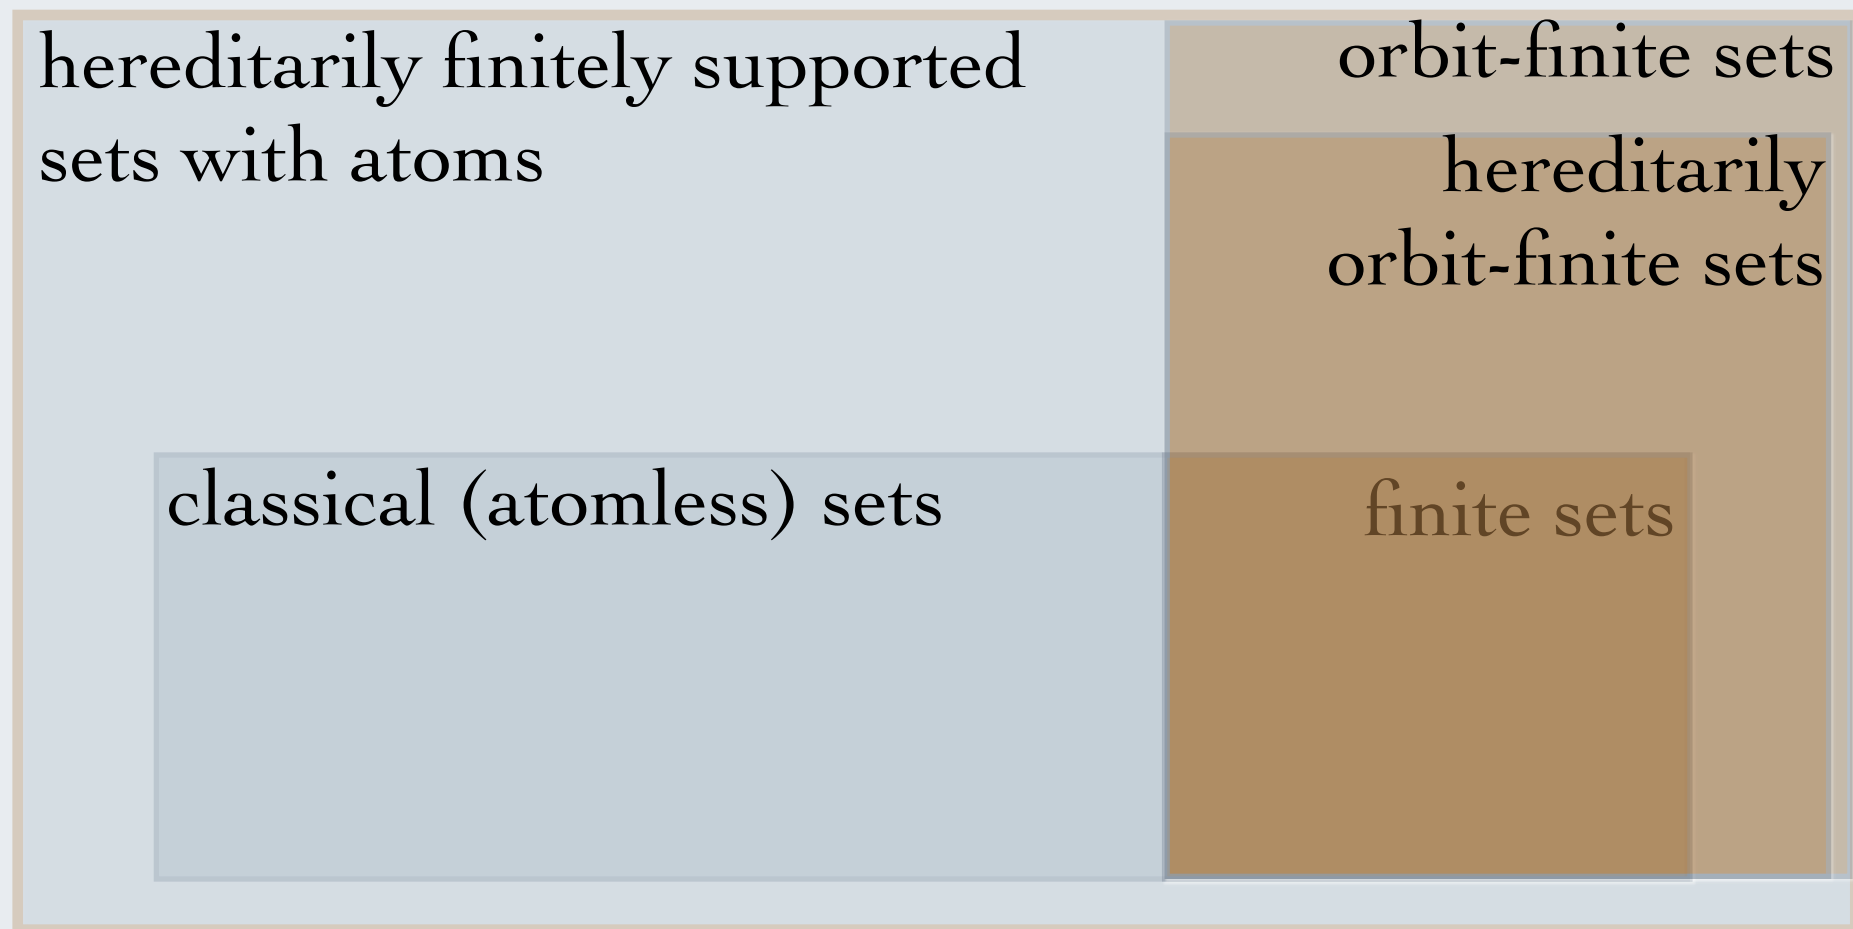 hereditarily finitely supported
sets with atoms
orbit-finite sets
hereditarily
orbit-finite sets
classical (atomless) sets
finite sets